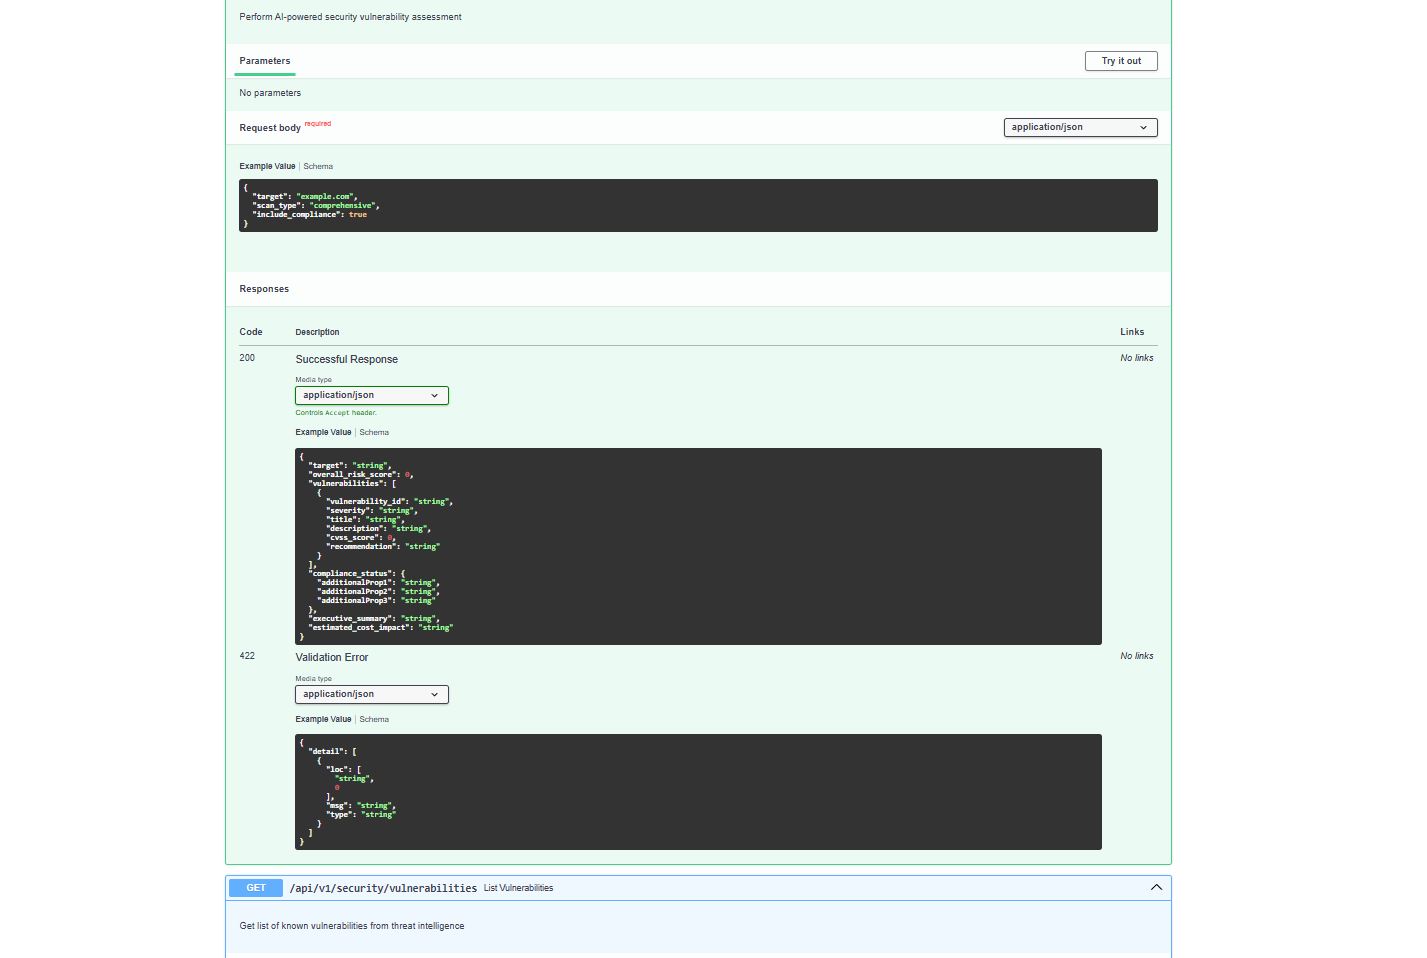 Perform AI-powered security vulnerability assessment
Parameters
Try it out
No parameters
Request body required
application/json
Example Value | Schema
{
  "target": "example.com",
  "scan_type": "comprehensive",
  "include_compliance": true
}
Responses
Code Description Links
200 Successful Response No links
Media type
application/json
Controls Accept header.
Example Value | Schema
{
  "target": "string",
  "overall_risk_score": 0,
  "vulnerabilities": [
    {
      "vulnerability_id": "string",
      "severity": "string",
      "title": "string",
      "description": "string",
      "cvss_score": 0,
      "recommendation": "string"
    }
  ],
  "compliance_status": {
    "additionalProp1": "string",
    "additionalProp2": "string",
    "additionalProp3": "string"
  },
  "executive_summary": "string",
  "estimated_cost_impact": "string"
}
422 Validation Error No links
Media type
application/json
Example Value | Schema
{
  "detail": [
    {
      "loc": [
        "string",
        0
      ],
      "msg": "string",
      "type": "string"
    }
  ]
}
GET /api/v1/security/vulnerabilities List Vulnerabilities
Get list of known vulnerabilities from threat intelligence